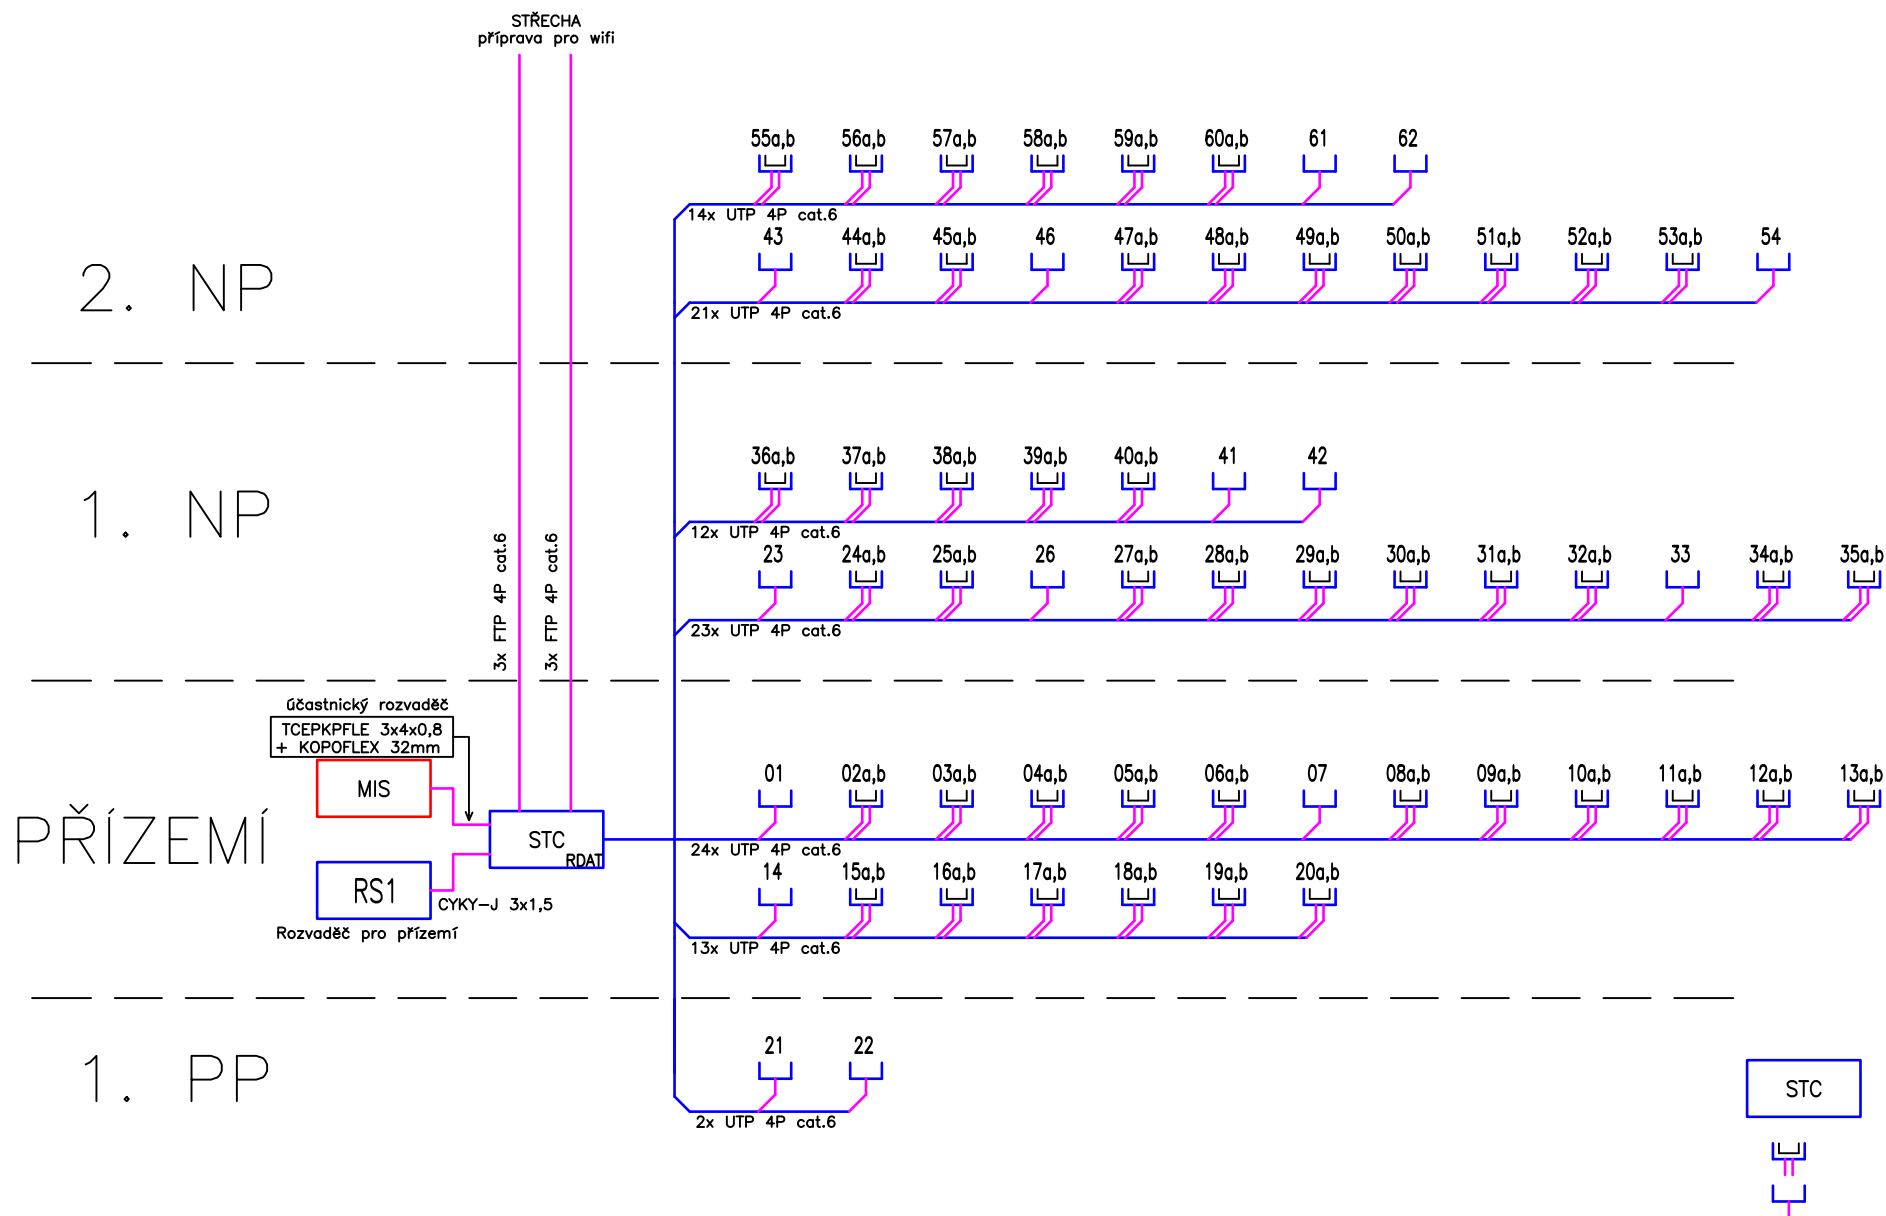 STŘECHA
příprava pro wifi
55a,b 56a,b 57a,b 58a,b 59a,b 60a,b 61 62
14x UTP 4P cat.6
43 44a,b 45a,b 46 47a,b 48a,b 49a,b 50a,b 51a,b 52a,b 53a,b 54
2. NP
21x UTP 4P cat.6
36a,b 37a,b 38a,b 39a,b 40a,b 41 42
1. NP
12x UTP 4P cat.6
23 24a,b 25a,b 26 27a,b 28a,b 29a,b 30a,b 31a,b 32a,b 33 34a,b 35a,b
23x UTP 4P cat.6
3x FTP 4P cat.6
3x FTP 4P cat.6
účastnický rozvaděč
TCEPKPFLE 3x4x0,8
+ KOPOFLEX 32mm
MIS
01 02a,b 03a,b 04a,b 05a,b 06a,b 07 08a,b 09a,b 10a,b 11a,b 12a,b 13a,b
PŘÍZEMÍ
STC
RDAT
24x UTP 4P cat.6
14 15a,b 16a,b 17a,b 18a,b 19a,b 20a,b
RS1
CYKY-J 3x1,5
Rozvaděč pro přízemí
13x UTP 4P cat.6
21 22
1. PP
2x UTP 4P cat.6
STC